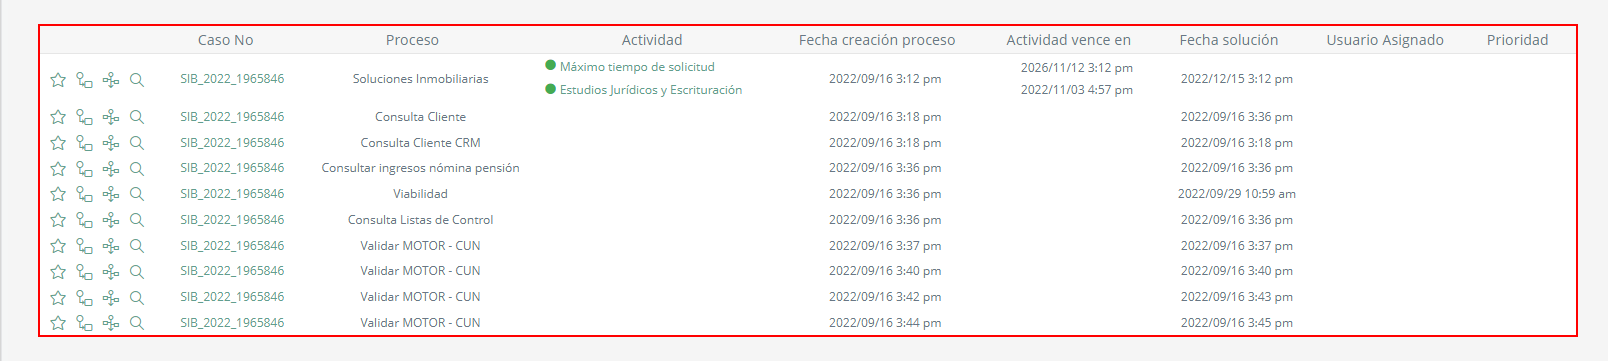 Caso No Proceso Actividad Fecha creación proceso Actividad vence en Fecha solución Usuario Asignado Prioridad
SIB_2022_1965846 Soluciones Inmobiliarias Máximo tiempo de solicitud 2022/09/16 3:12 pm 2026/11/12 3:12 pm 2022/12/15 3:12 pm
Estudios Jurídicos y Escrituración 2022/11/03 4:57 pm
SIB_2022_1965846 Consulta Cliente 2022/09/16 3:18 pm 2022/09/16 3:36 pm
SIB_2022_1965846 Consulta Cliente CRM 2022/09/16 3:18 pm 2022/09/16 3:18 pm
SIB_2022_1965846 Consultar ingresos nómina pensión 2022/09/16 3:36 pm 2022/09/16 3:36 pm
SIB_2022_1965846 Viabilidad 2022/09/16 3:36 pm 2022/09/29 10:59 am
SIB_2022_1965846 Consulta Listas de Control 2022/09/16 3:36 pm 2022/09/16 3:36 pm
SIB_2022_1965846 Validar MOTOR - CUN 2022/09/16 3:37 pm 2022/09/16 3:37 pm
SIB_2022_1965846 Validar MOTOR - CUN 2022/09/16 3:40 pm 2022/09/16 3:40 pm
SIB_2022_1965846 Validar MOTOR - CUN 2022/09/16 3:42 pm 2022/09/16 3:43 pm
SIB_2022_1965846 Validar MOTOR - CUN 2022/09/16 3:44 pm 2022/09/16 3:45 pm